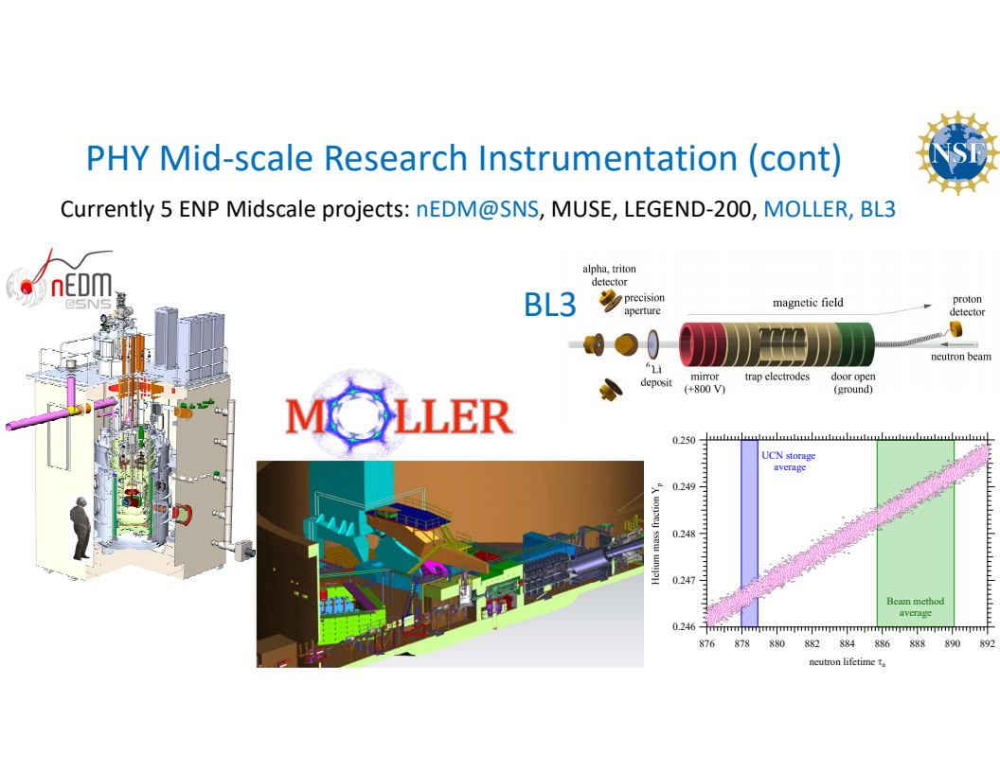 PHY Mid-scale Research Instrumentation (cont)
NSF
Currently 5 ENP Midscale projects: nEDM@SNS, MUSE, LEGEND-200, MOLLER, BL3
nEDM
@SNS
BL3
alpha, triton
detector
precision
aperture
magnetic field
proton
detector
neutron beam
6Li
deposit
mirror
(+800 V)
trap electrodes
door open
(ground)
MOLLER
0.250
0.249
0.248
0.247
0.246
Helium mass fraction Yp
UCN storage
average
Beam method
average
876 878 880 882 884 886 888 890 892
neutron lifetime τn